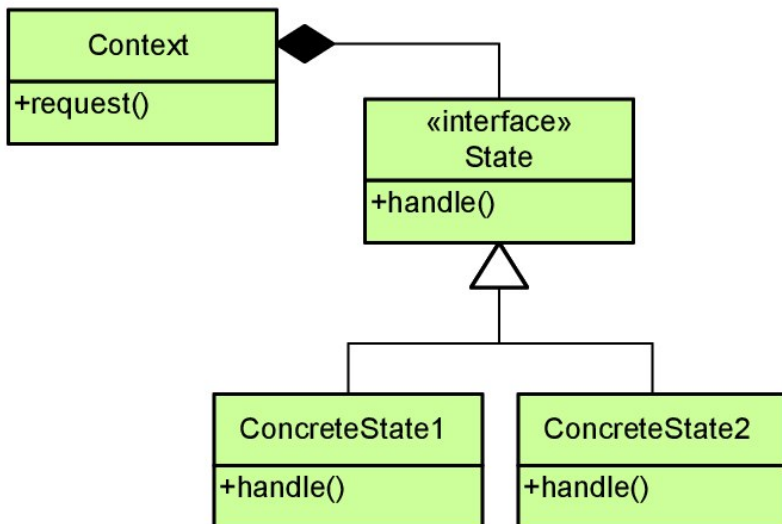 Context
+request()
«interface»
State
+handle()
ConcreteState1
+handle()
ConcreteState2
+handle()